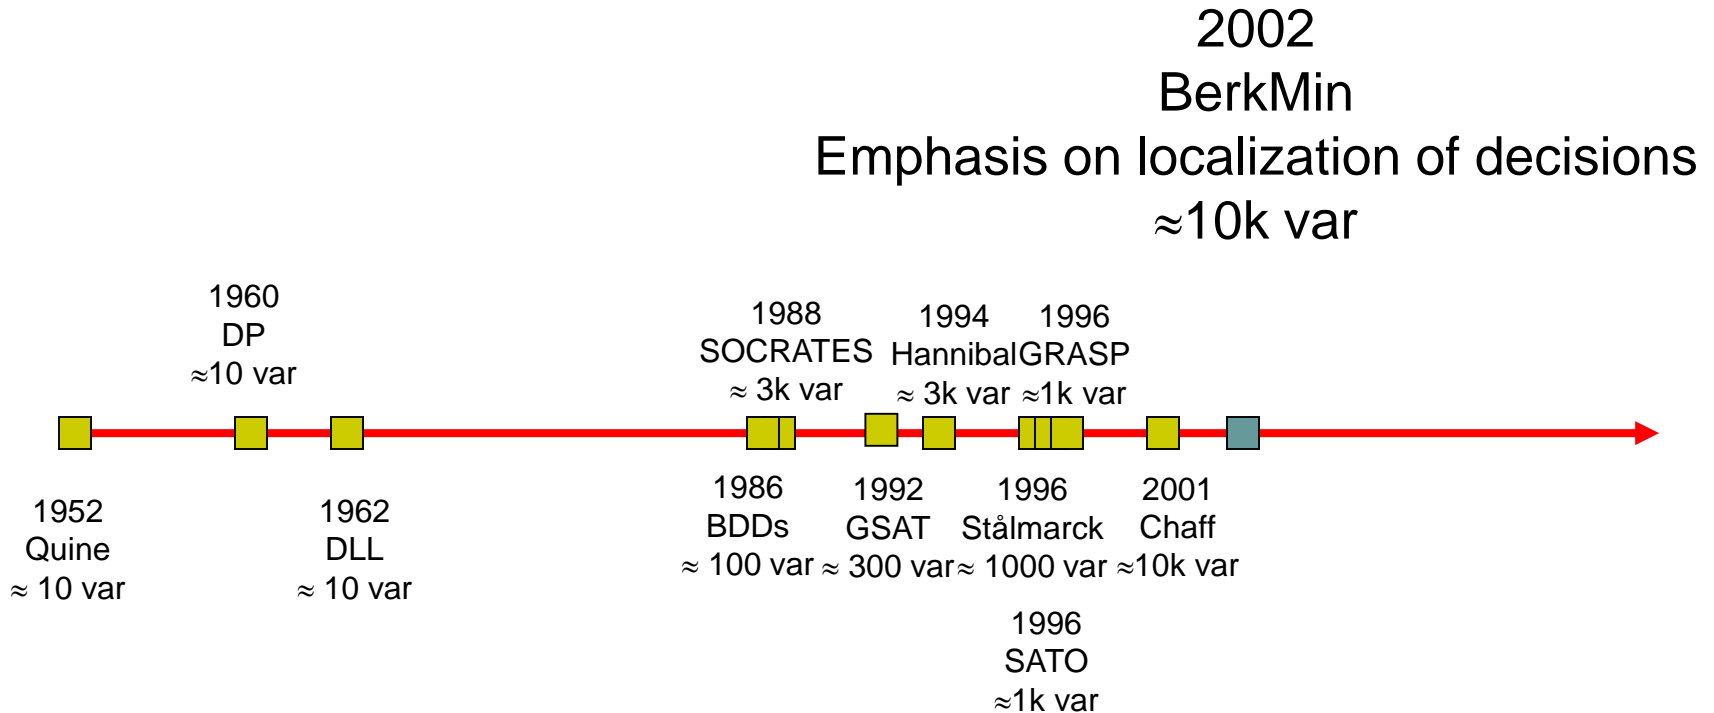 2002
BerkMin
Emphasis on localization of decisions
≈10k var
1960
DP
≈10 var
1988
SOCRATES
≈ 3k var
1994
Hannibal
≈ 3k var
1996
GRASP
≈1k var
1952
Quine
≈ 10 var
1962
DLL
≈ 10 var
1986
BDDs
≈ 100 var
1992
GSAT
≈ 300 var
1996
Stålmarck
≈ 1000 var
2001
Chaff
≈10k var
1996
SATO
≈1k var